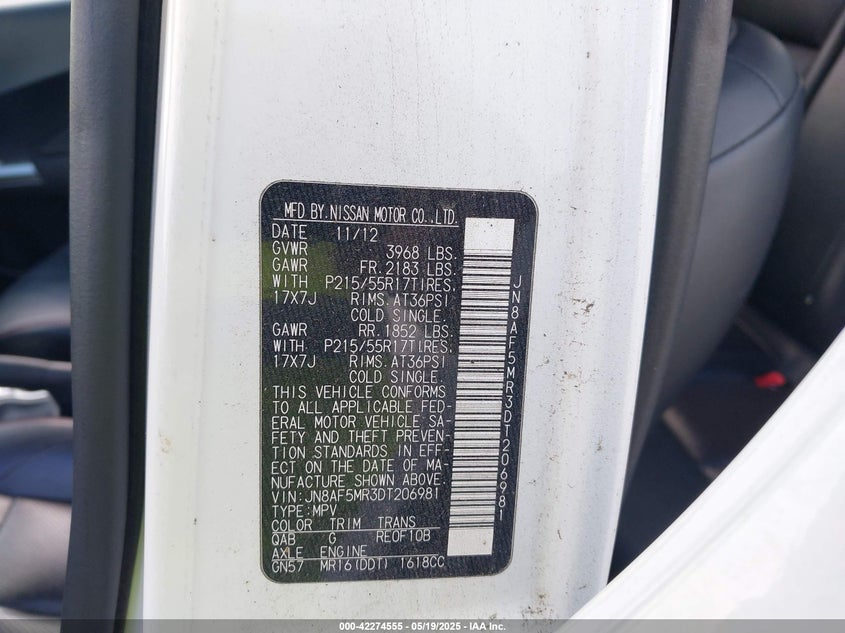 MFD BY.NISSAN MOTOR CO.,LTD.
DATE 11/12
GVWR 3968 LBS.
GAWR FR.2183 LBS.
WITH P215/55R17TIRES.
17X7J RIMS.AT36PSI
COLD SINGLE.
GAWR RR.1852 LBS.
WITH P215/55R17TIRES.
17X7J RIMS.AT36PSI
COLD SINGLE.
THIS VEHICLE CONFORMS
TO ALL APPLICABLE FED-
ERAL MOTOR VEHICLE SA-
FETY AND THEFT PREVEN-
TION STANDARDS IN EFF-
ECT ON THE DATE OF MA-
NUFACTURE SHOWN ABOVE.
VIN:JN8AF5MR3DT206981
TYPE:MPV
COLOR TRIM TRANS
QAB G RE0F10B
AXLE ENGINE
GN57 MR16(DDT) 1618CC
JN8AF5MR3DT206981
000-42274555 - 05/19/2025 - IAA Inc.